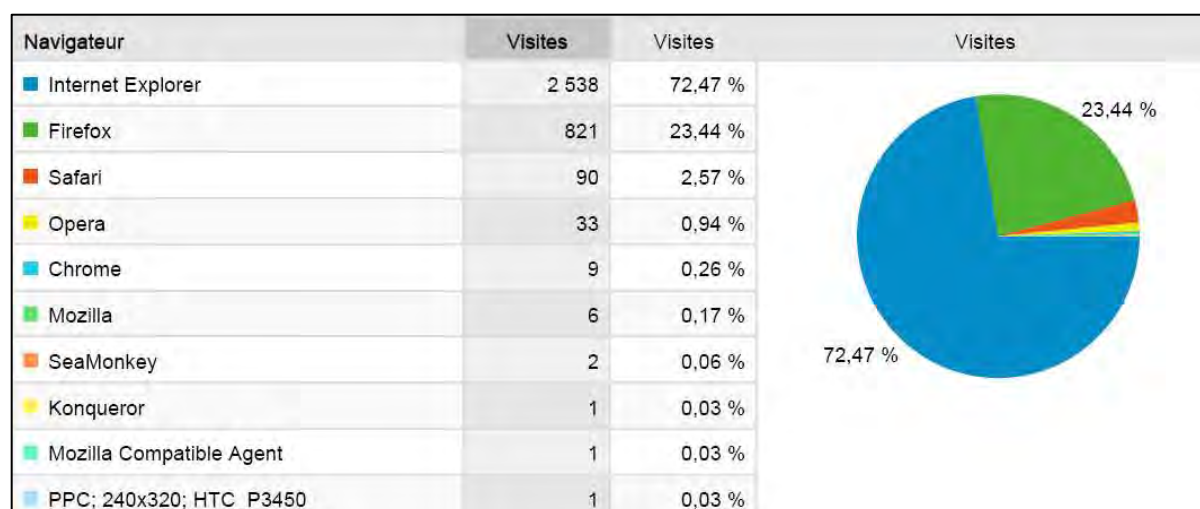 Navigateur Visites Visites Visites
Internet Explorer 2 538 72,47 %
Firefox 821 23,44 %
Safari 90 2,57 %
Opera 33 0,94 %
Chrome 9 0,26 %
Mozilla 6 0,17 %
SeaMonkey 2 0,06 %
Konqueror 1 0,03 %
Mozilla Compatible Agent 1 0,03 %
PPC; 240x320; HTC P3450 1 0,03 %
23,44 %
72,47 %